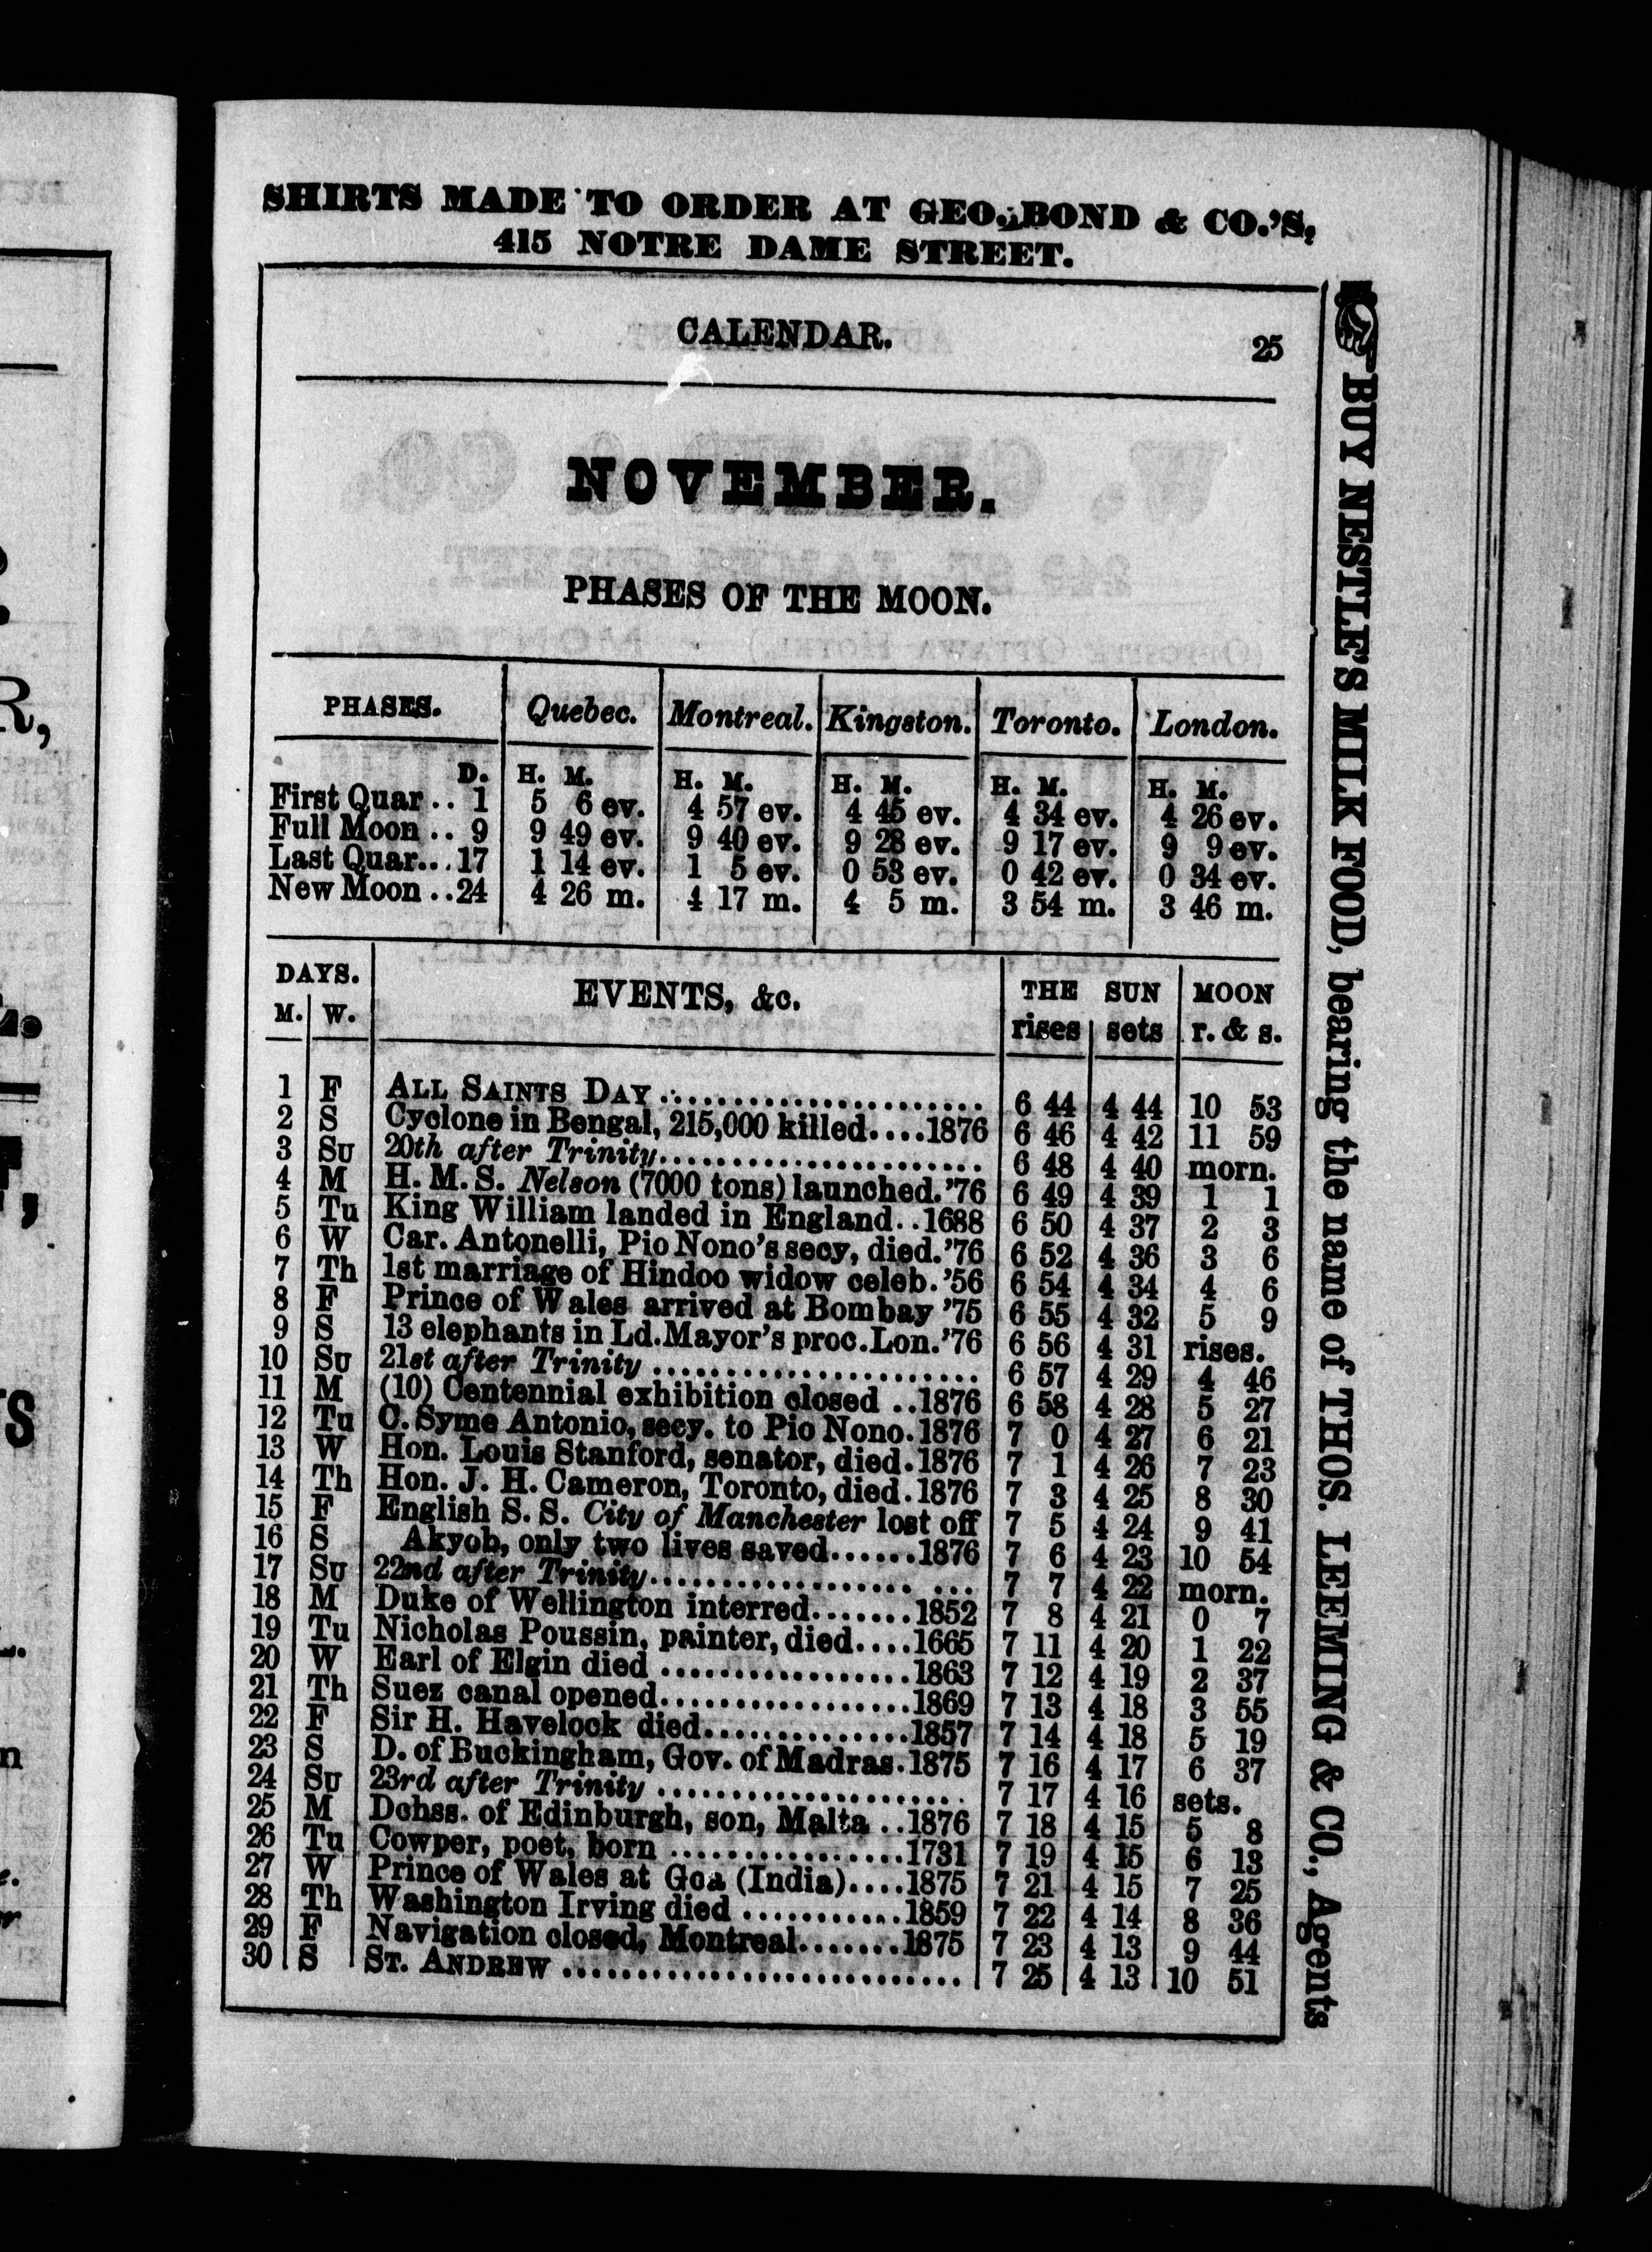 SHIRTS MADE TO ORDER AT GEO. BOND & CO.'S,
415 NOTRE DAME STREET.
CALENDAR. 25
NOVEMBER.
PHASES OF THE MOON.
PHASES. Quebec. Montreal. Kingston. Toronto. London.
D. H. M. H. M. H. M. H. M. H. M.
First Quar.. 1 5 6 ev. 4 57 ev. 4 45 ev. 4 34 ev. 4 26 ev.
Full Moon .. 9 9 49 ev. 9 40 ev. 9 28 ev. 9 17 ev. 9 9 ev.
Last Quar...17 1 14 ev. 1 5 ev. 0 53 ev. 0 42 ev. 0 34 ev.
New Moon ..24 4 26 m. 4 17 m. 4 5 m. 3 54 m. 3 46 m.
DAYS. EVENTS, &c. THE SUN MOON
M. W. rises sets r. & s.
1 F ALL SAINTS DAY ........................ 6 44 4 44 10 53
2 S Cyclone in Bengal, 215,000 killed....1876 6 46 4 42 11 59
3 SU 20th after Trinity........................ 6 48 4 40 morn.
4 M H. M. S. Nelson (7000 tons) launched.'76 6 49 4 39 1 1
5 Tu King William landed in England..1688 6 50 4 37 2 3
6 W Car. Antonelli, Pio Nono's secy, died.'76 6 52 4 36 3 6
7 Th 1st marriage of Hindoo widow celeb.'56 6 54 4 34 4 6
8 F Prince of Wales arrived at Bombay '75 6 55 4 32 5 9
9 S 13 elephants in Ld. Mayor's proc. Lon.'76 6 56 4 31 rises.
10 SU 21st after Trinity ........................ 6 57 4 29 4 46
11 M (10) Centennial exhibition closed ..1876 6 58 4 28 5 27
12 Tu C. Syme Antonio, secy. to Pio Nono.1876 7 0 4 27 6 21
13 W Hon. Louis Stanford, senator, died.1876 7 1 4 26 7 23
14 Th Hon. J. H. Cameron, Toronto, died.1876 7 3 4 25 8 30
15 F English S. S. City of Manchester lost off 7 5 4 24 9 41
16 S Akyob, only two lives saved......1876 7 6 4 23 10 54
17 SU 22nd after Trinity..................... ... 7 7 4 22 morn.
18 M Duke of Wellington interred.......1852 7 8 4 21 0 7
19 Tu Nicholas Poussin, painter, died....1665 7 11 4 20 1 22
20 W Earl of Elgin died ..................1863 7 12 4 19 2 37
21 Th Suez canal opened..................1869 7 13 4 18 3 55
22 F Sir H. Havelock died...............1857 7 14 4 18 5 19
23 S D. of Buckingham, Gov. of Madras.1875 7 16 4 17 6 37
24 SU 23rd after Trinity ...................... 7 17 4 16 sets.
25 M Dchss. of Edinburgh, son, Malta ..1876 7 18 4 15 5 8
26 Tu Cowper, poet, born .................1731 7 19 4 15 6 13
27 W Prince of Wales at Goa (India)....1875 7 21 4 15 7 25
28 Th Washington Irving died ............1859 7 22 4 14 8 36
29 F Navigation closed, Montreal.......1875 7 23 4 13 9 44
30 S ST. ANDREW ............................ 7 25 4 13 10 51
BUY NESTLE'S MILK FOOD, bearing the name of THOS. LEEMING & CO., Agents